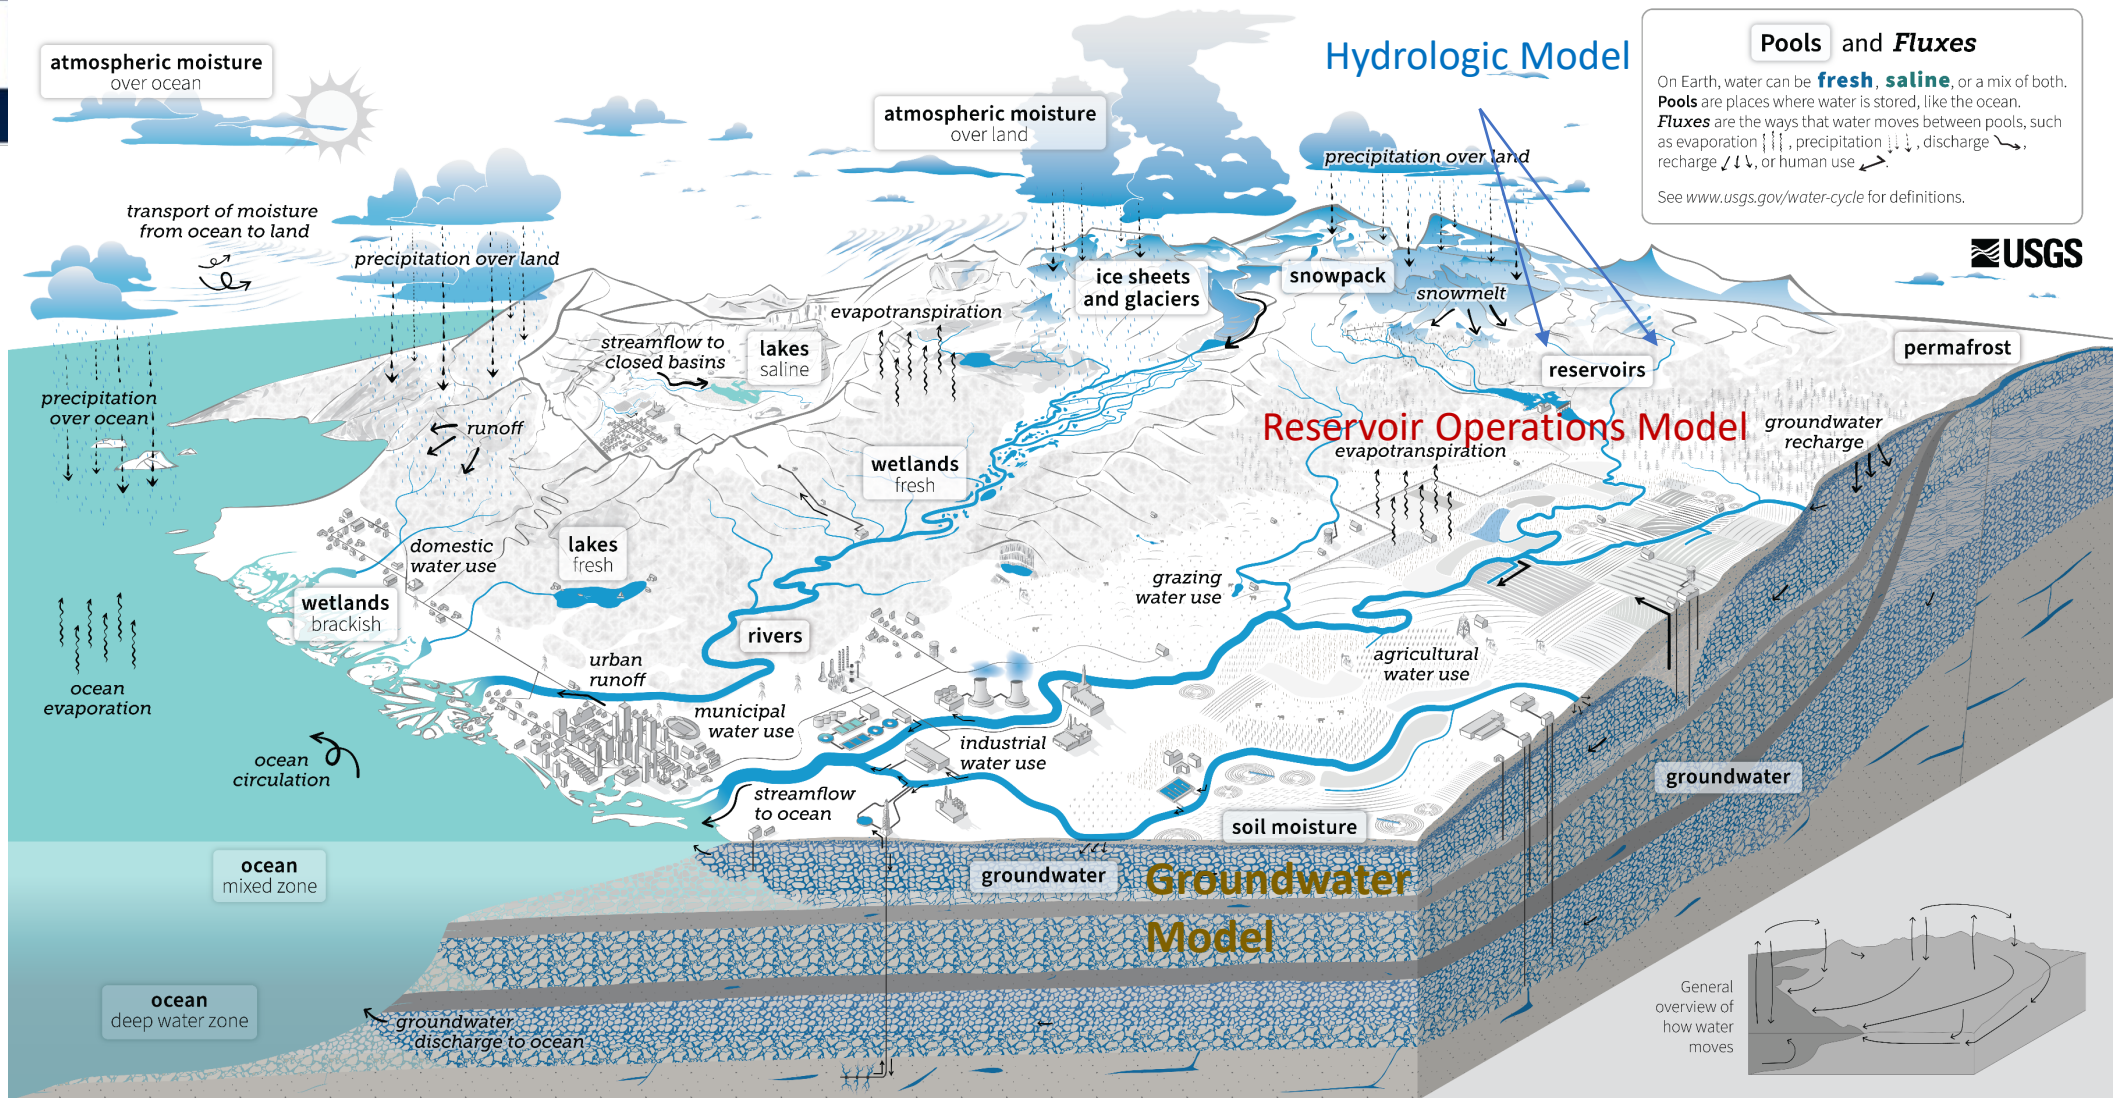 atmospheric moisture
over ocean
Hydrologic Model
Pools and Fluxes
On Earth, water can be fresh, saline, or a mix of both.
Pools are places where water is stored, like the ocean.
Fluxes are the ways that water moves between pools, such
as evaporation , precipitation , discharge ,
recharge , or human use .
See www.usgs.gov/water-cycle for definitions.
USGS
atmospheric moisture
over land
precipitation over land
transport of moisture
from ocean to land
precipitation over land
ice sheets
and glaciers
snowpack
snowmelt
evapotranspiration
streamflow to
closed basins
lakes
saline
permafrost
reservoirs
precipitation
over ocean
runoff
Reservoir Operations Model
evapotranspiration
groundwater
recharge
wetlands
fresh
domestic
water use
lakes
fresh
grazing
water use
wetlands
brackish
rivers
urban
runoff
agricultural
water use
ocean
evaporation
municipal
water use
industrial
water use
ocean
circulation
streamflow
to ocean
groundwater
soil moisture
ocean
mixed zone
groundwater
Groundwater
Model
ocean
deep water zone
groundwater
discharge to ocean
General
overview of
how water
moves